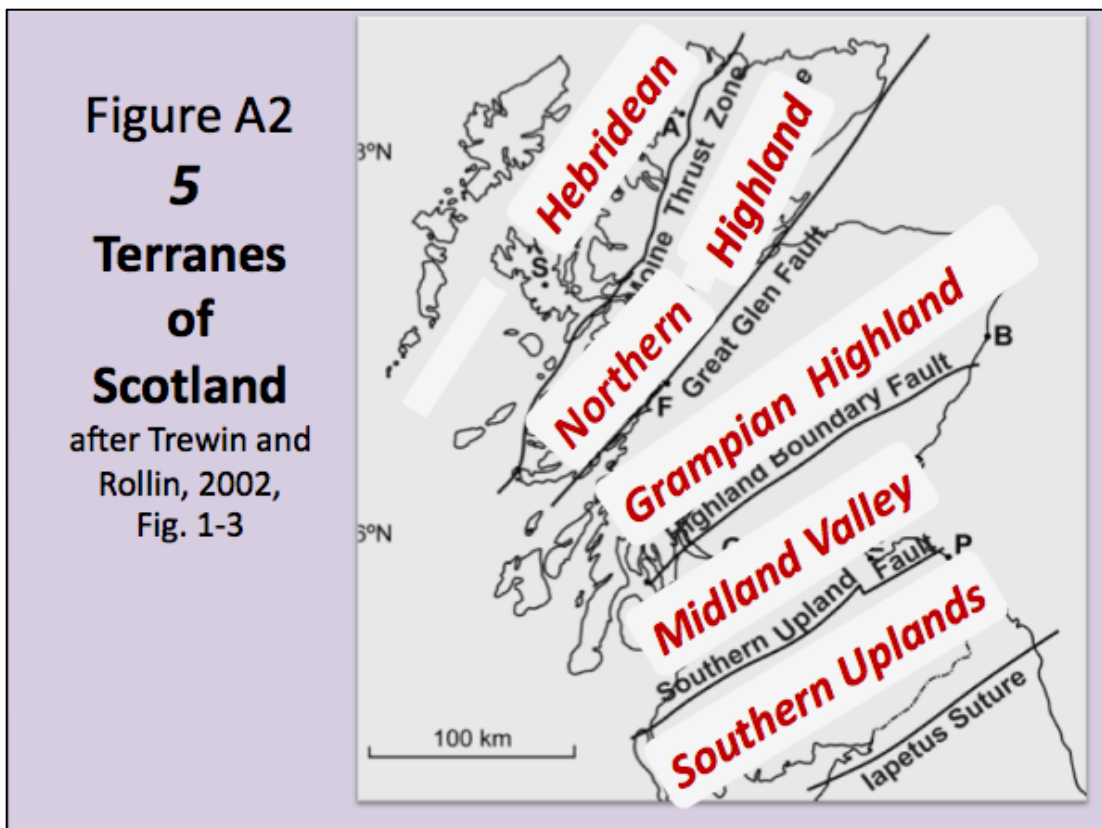 Figure A2
5
Terranes
of
Scotland
after Trewin and
Rollin, 2002,
Fig. 1-3
Hebridean
A
Moine Thrust Zone
Highland
e
8°N
S
Northern
Great Glen Fault
F
Grampian Highland
B
Highland Boundary Fault
6°N
Midland Valley
P
Southern Upland Fault
Southern Uplands
100 km
Iapetus Suture